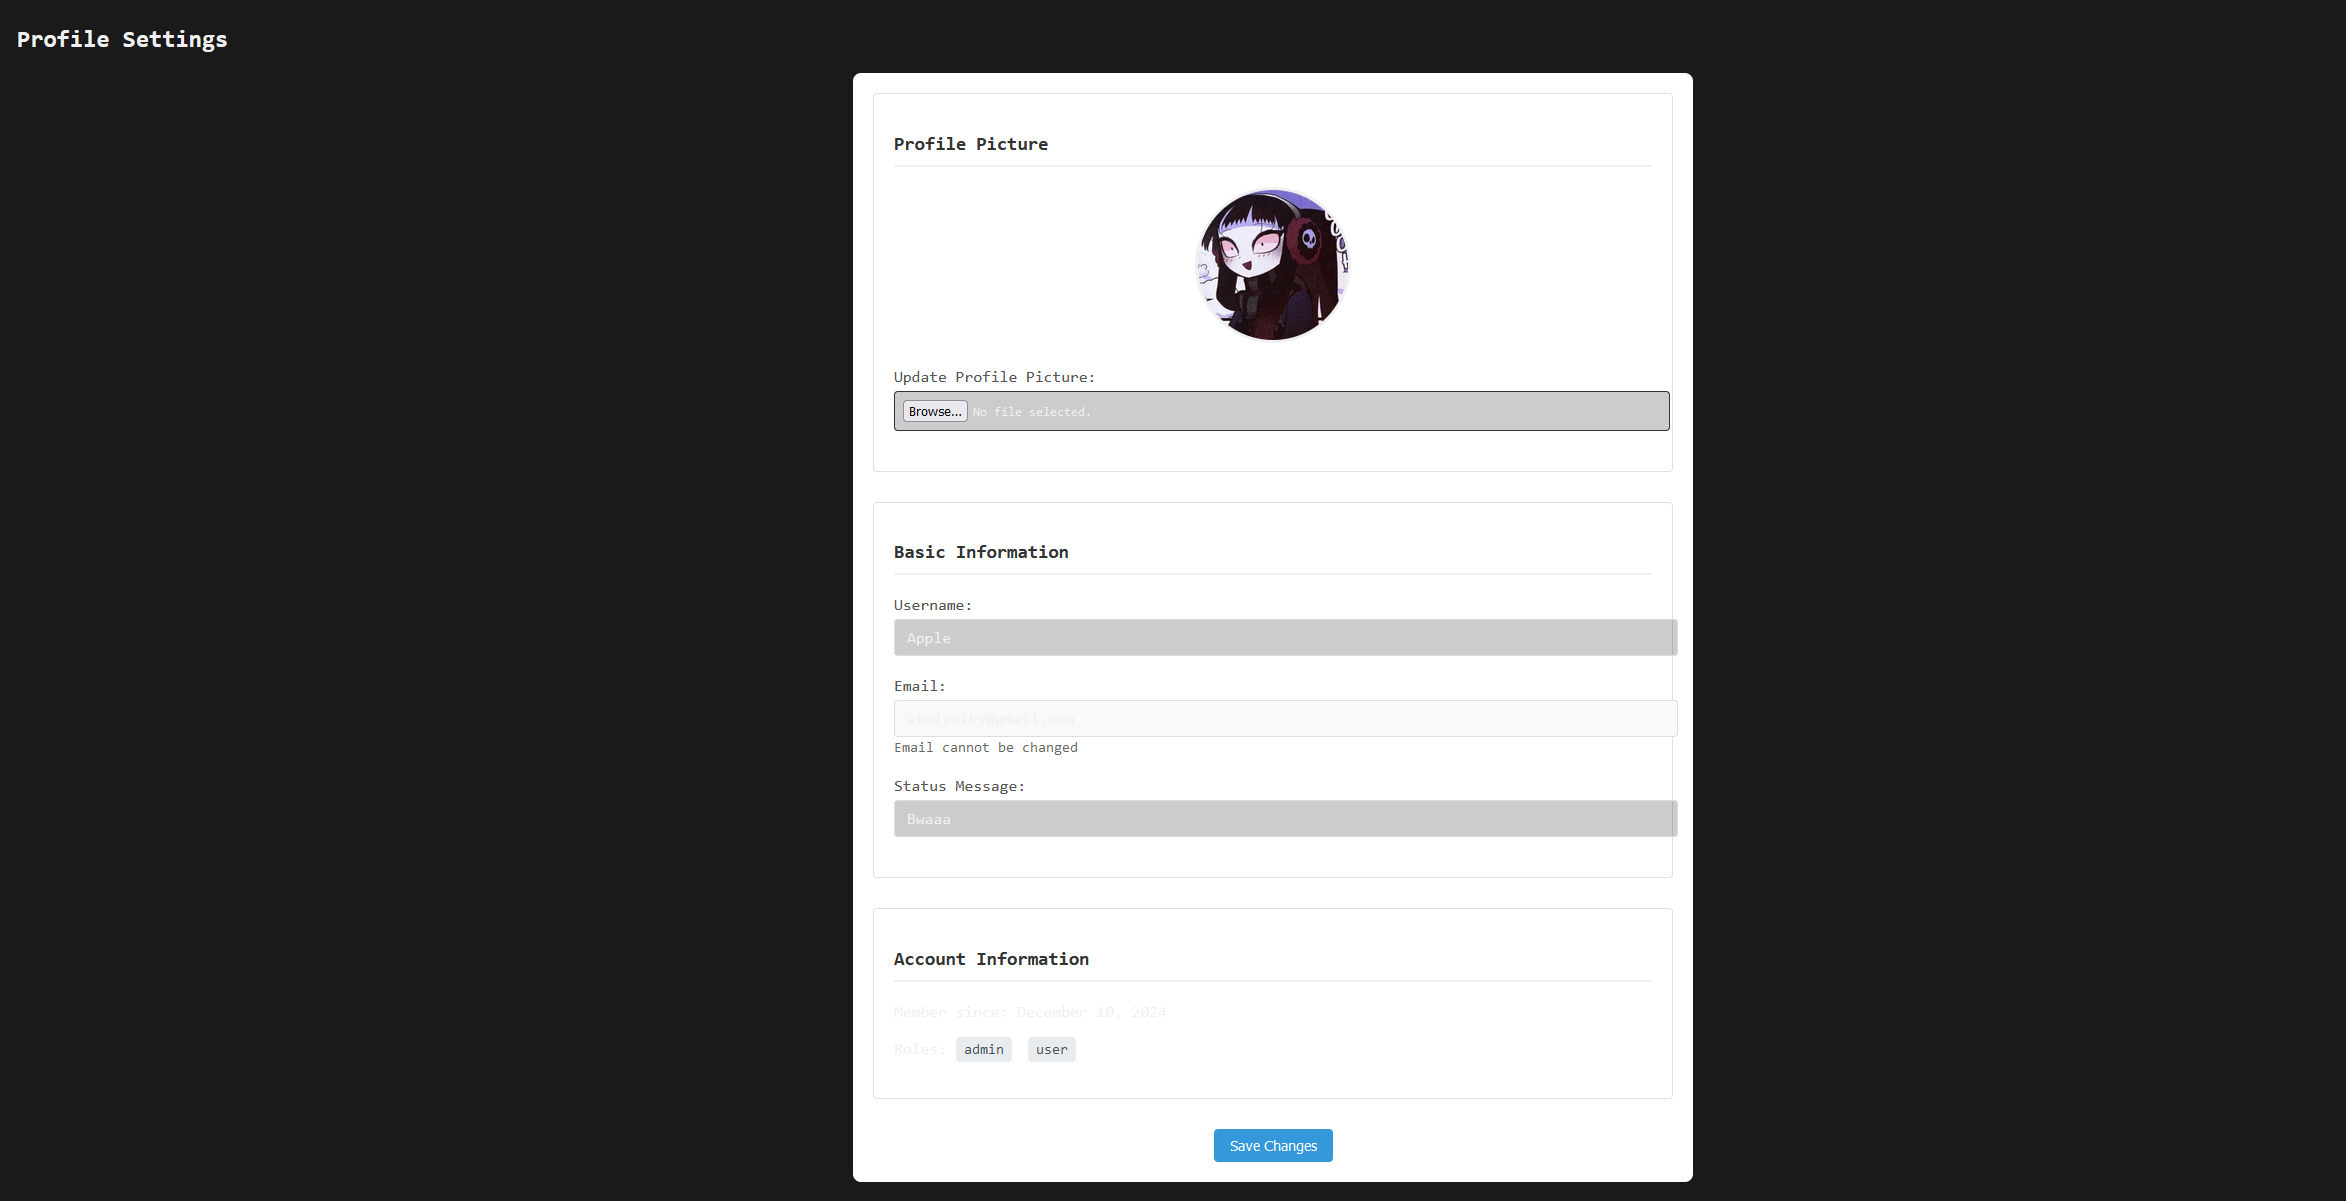 Profile Settings
Profile Picture
Update Profile Picture:
Browse... No file selected.
Basic Information
Username:
Apple
Email:
etoiyoiky@gmail.com
Email cannot be changed
Status Message:
Bwaaa
Account Information
Member since: December 10, 2024
Roles: admin user
Save Changes